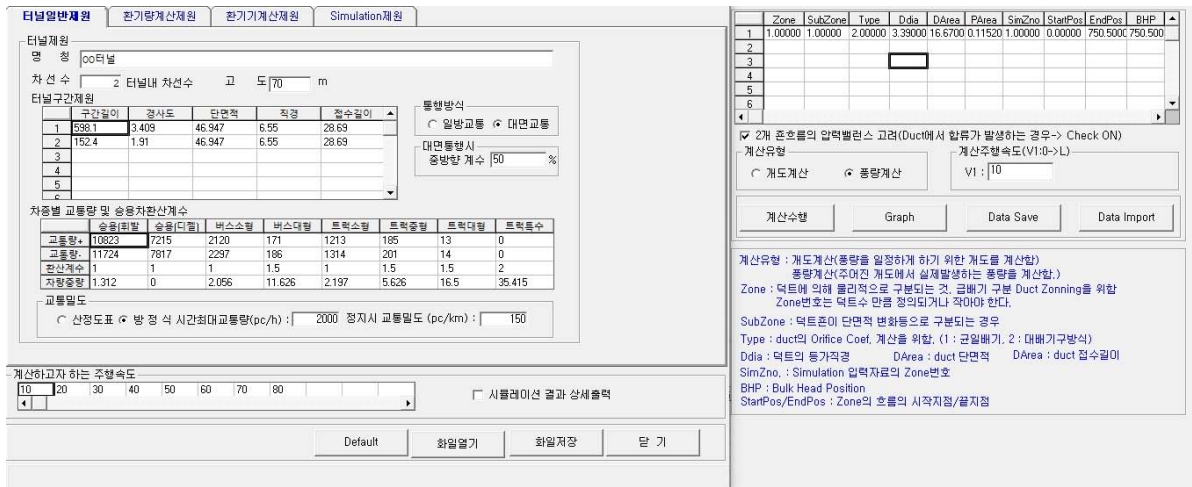 터널일반제원 환기량계산제원 환기기계산제원 Simulation제원
터널제원
명 칭 oo터널
차 선 수 2 터널내 차선수 고 도 70 m
터널구간제원
구간길이 경사도 단면적 직경 접수길이
1 598.1 3.409 46.947 6.55 28.69
2 152.4 1.91 46.947 6.55 28.69
3
4
5
6
통행방식
일방교통 대면교통
대면통행시
중방향 계수 50 %
차종별 교통량 및 승용차환산계수
승용(휘발 승용(디젤) 버스소형 버스대형 트럭소형 트럭중형 트럭대형 트럭특수
교통량+ 10823 7215 2120 171 1213 185 13 0
교통량- 11724 7817 2297 186 1314 201 14 0
환산계수 1 1 1 1.5 1 1.5 1.5 2
차량중량 1.312 0 2.056 11.626 2.197 5.626 16.5 35.415
교통밀도
산정도표 방 정 식 시간최대교통량(pc/h) : 2000 정지시 교통밀도 (pc/km) : 150
계산하고자 하는 주행속도
10 20 30 40 50 60 70 80
시뮬레이션 결과 상세출력
Default 화일열기 화일저장 닫 기
Zone SubZone Type Ddia DArea PArea SimZno StartPos EndPos BHP
1 1.00000 1.00000 2.00000 3.39000 16.6700 0.11520 1.00000 0.00000 750.500 750.500
2
3
4
5
6
2개 죤흐름의 압력밸런스 고려(Duct에서 합류가 발생하는 경우-> Check ON)
계산유형
개도계산 풍량계산
계산주행속도(V1:0->L)
V1 : 10
계산수행 Graph Data Save Data Import
계산유형 : 개도계산(풍량을 일정하게 하기 위한 개도를 계산함)
풍량계산(주어진 개도에서 실제발생하는 풍량을 계산함.)
Zone : 덕트에 의해 물리적으로 구분되는 것. 급배기 구분 Duct Zonning을 위함
Zone번호는 덕트수 만큼 정의되거나 작아야 한다.
SubZone : 덕트죤이 단면적 변화등으로 구분되는 경우
Type : duct의 Orifice Coef. 계산을 위함. (1 : 균일배기, 2 : 대배기구방식)
Ddia : 덕트의 등가직경 DArea : duct 단면적 DArea : duct 접수길이
SimZno. : Simulation 입력자료의 Zone번호
BHP : Bulk Head Position
StartPos/EndPos : Zone의 흐름의 시작지점/끝지점